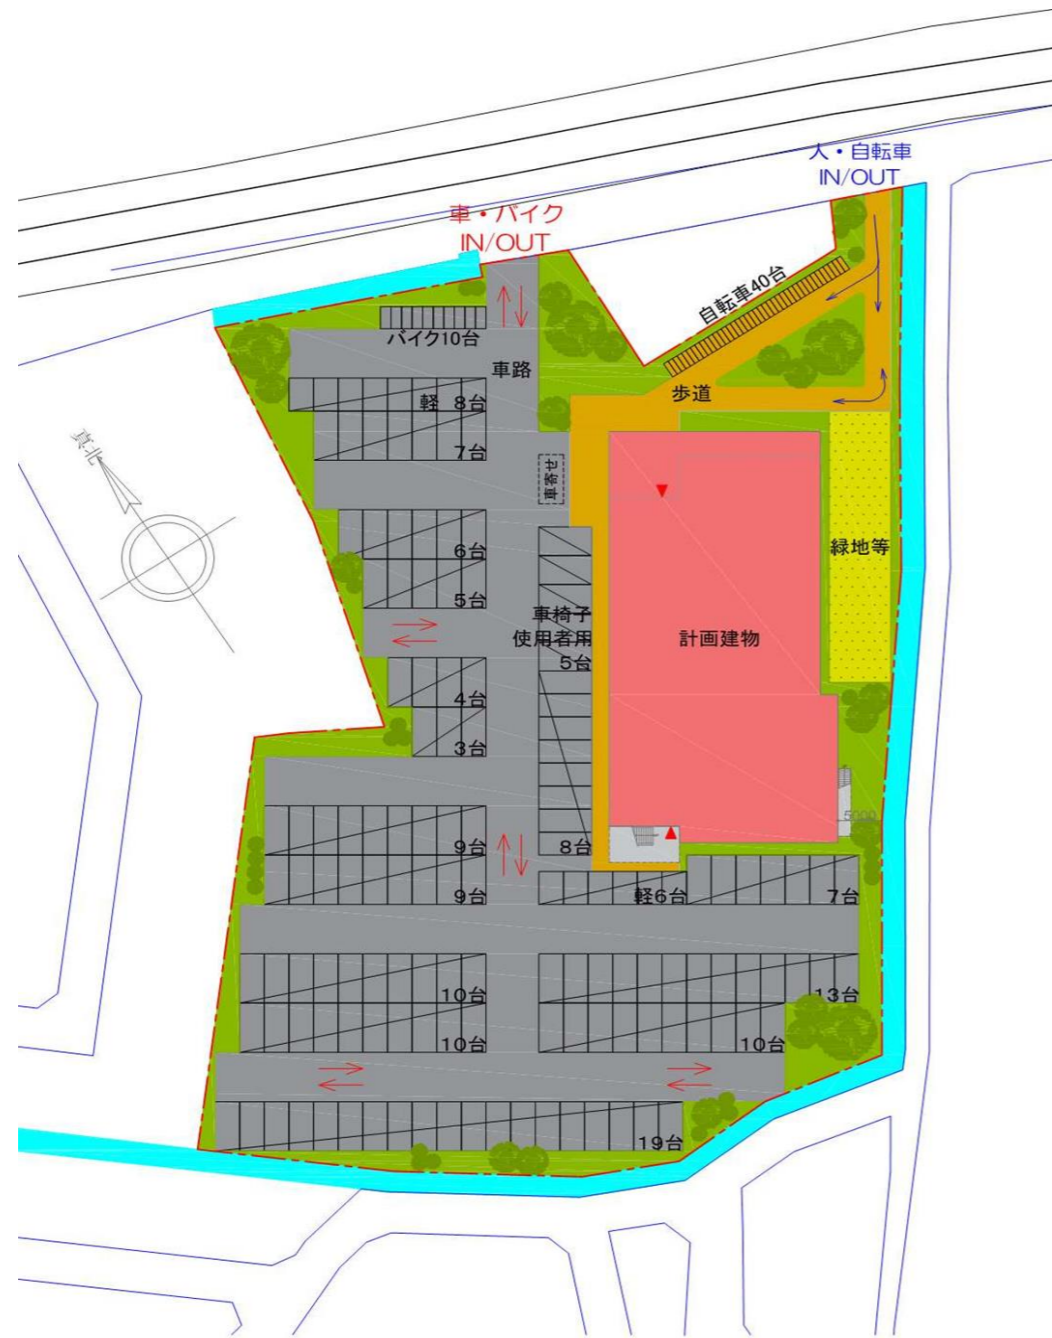 人・自転車
IN/OUT
車・バイク
IN/OUT
自転車40台
バイク10台
車路
歩道
軽 8台
7台
真北
車寄せ
6台
5台
緑地等
車椅子
使用者用
5台
計画建物
4台
3台
5000
9台
8台
9台
軽6台
7台
10台
13台
10台
10台
19台